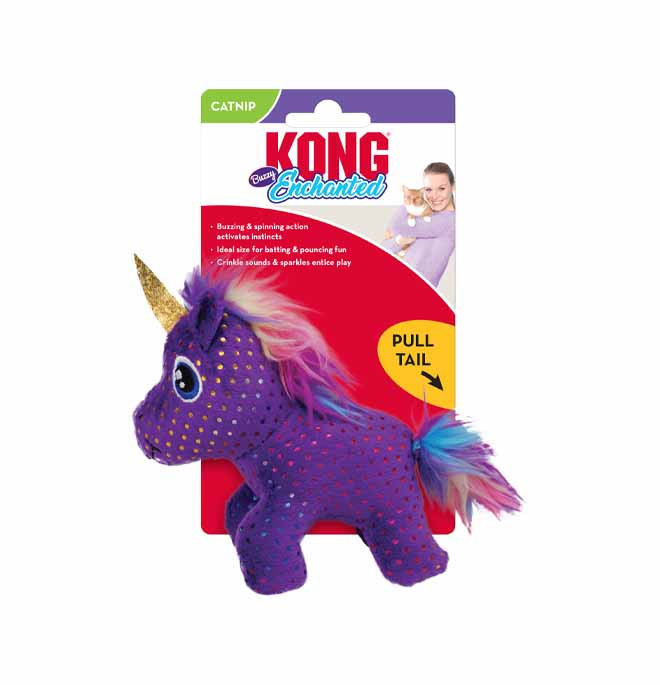 CATNIP
KONG
Buzzy
Enchanted
· Buzzing & spinning action
activates instincts
· Ideal size for batting & pouncing fun
· Crinkle sounds & sparkles entice play
PULL
TAIL